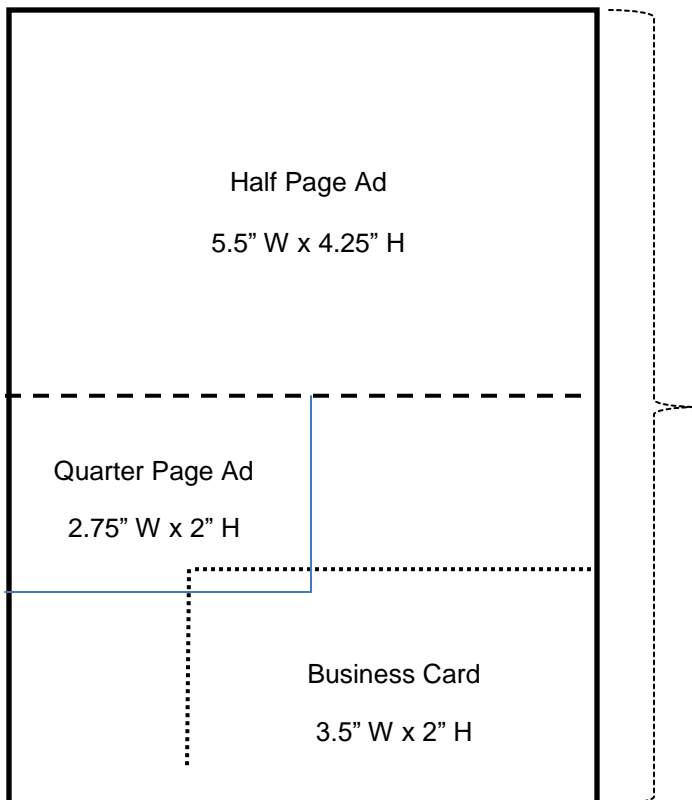 Half Page Ad
5.5” W x 4.25” H
Quarter Page Ad
2.75” W x 2” H
Business Card
3.5” W x 2” H